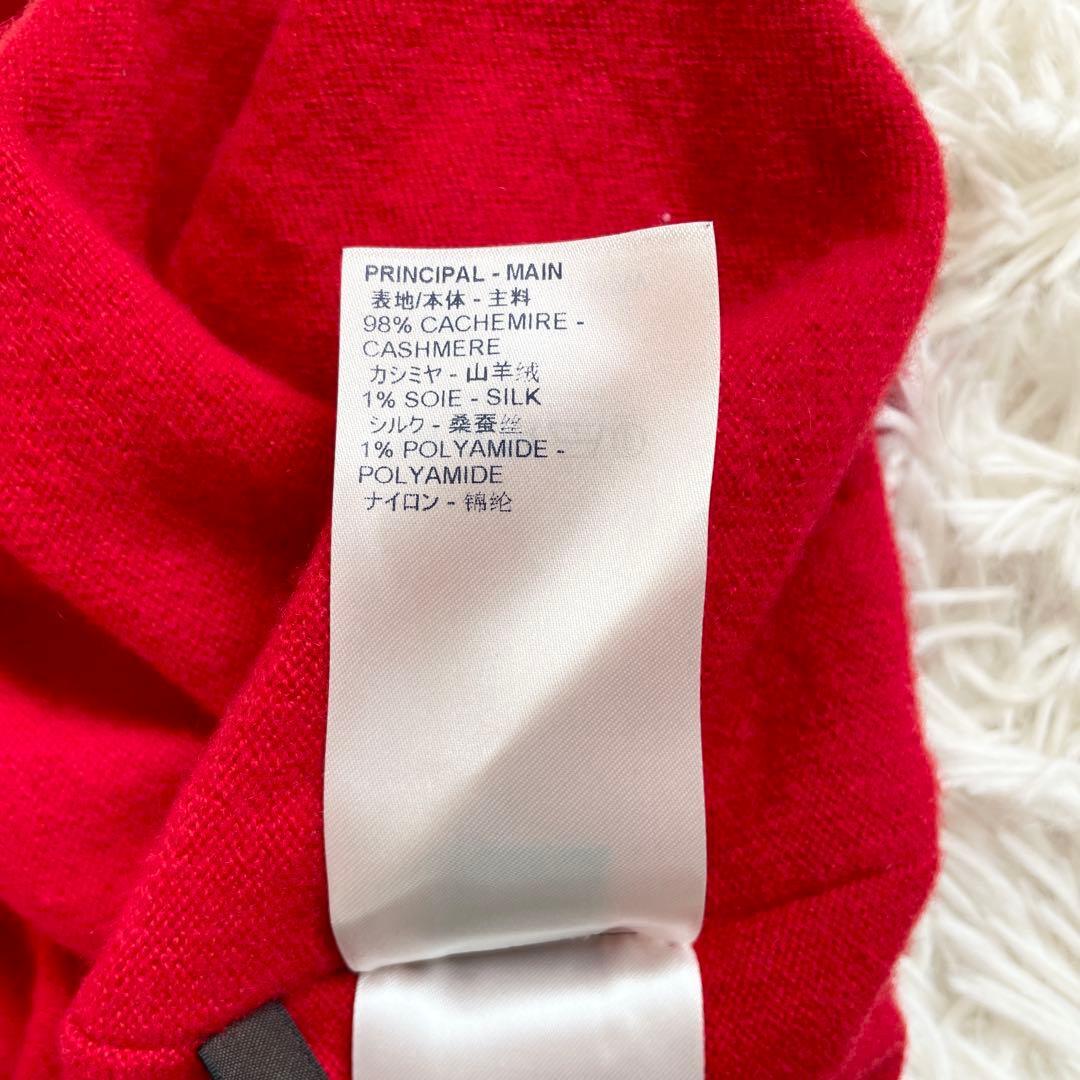 PRINCIPAL - MAIN
表地/本体 - 主料
98% CACHEMIRE -
CASHMERE
カシミヤ - 山羊绒
1% SOIE - SILK
シルク - 桑蚕丝
1% POLYAMIDE -
POLYAMIDE
ナイロン - 锦纶